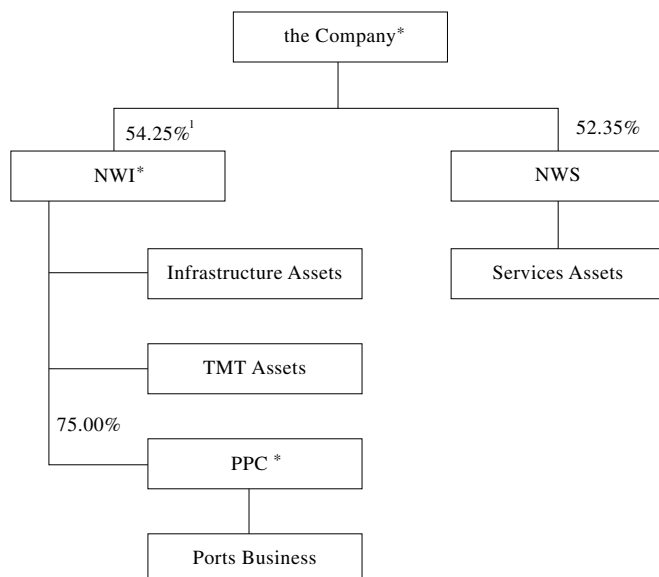 the Company*
54.25%¹
52.35%
NWI*
NWS
Infrastructure Assets
Services Assets
TMT Assets
75.00%
PPC *
Ports Business